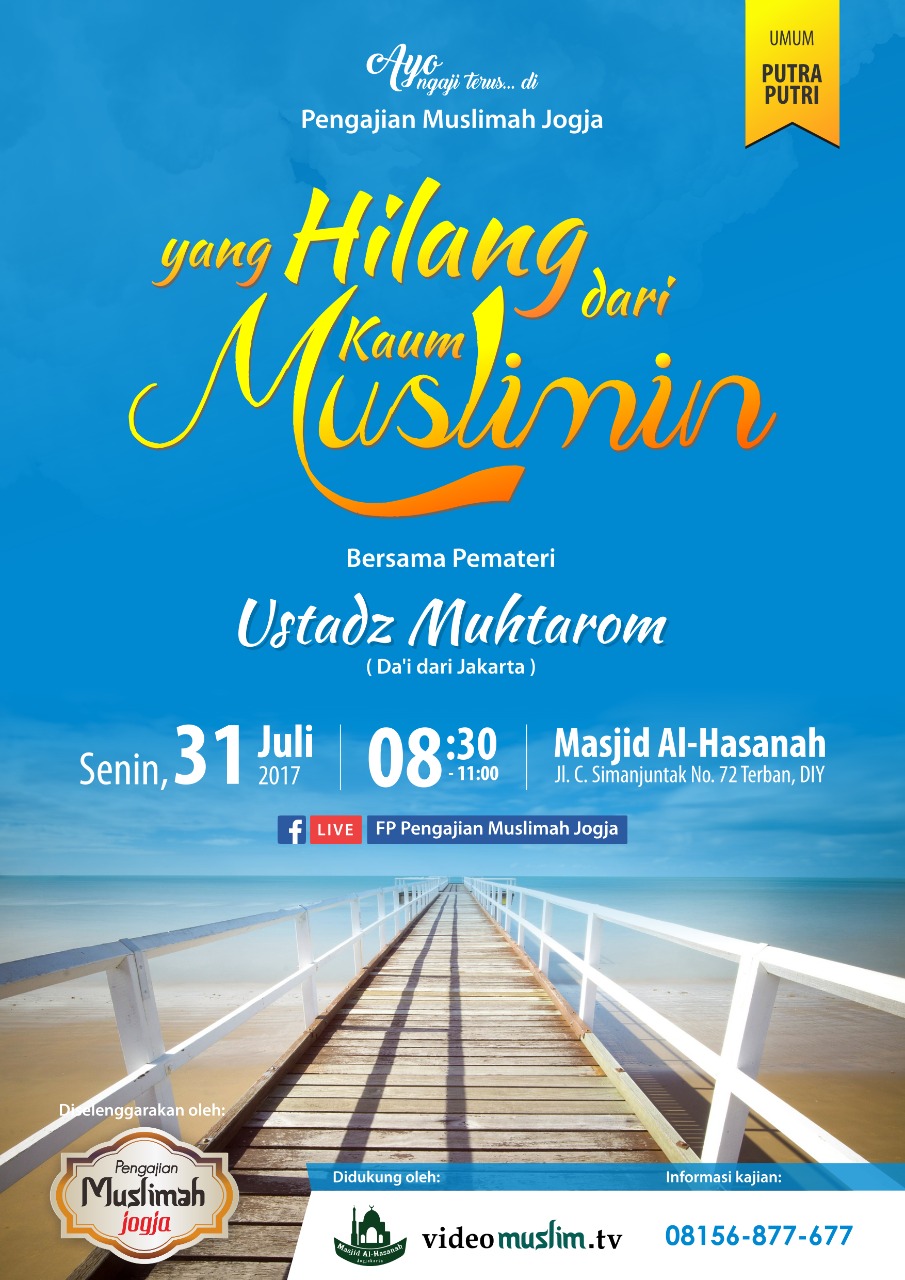 UMUM
PUTRA
PUTRI
Ayo
ngaji terus... di
Pengajian Muslimah Jogja
yang Hilang dari
Kaum
Muslimin
Bersama Pemateri
Ustadz Muhtarom
( Da'i dari Jakarta )
Senin, 31 Juli
2017
08:30
- 11:00
Masjid Al-Hasanah
Jl. C. Simanjuntak No. 72 Terban, DIY
f LIVE FP Pengajian Muslimah Jogja
Diselenggarakan oleh:
Pengajian
Muslimah
jogja
Didukung oleh:
Masjid Al-Hasanah
Jogjakarta
videomuslim.tv
Informasi kajian:
08156-877-677